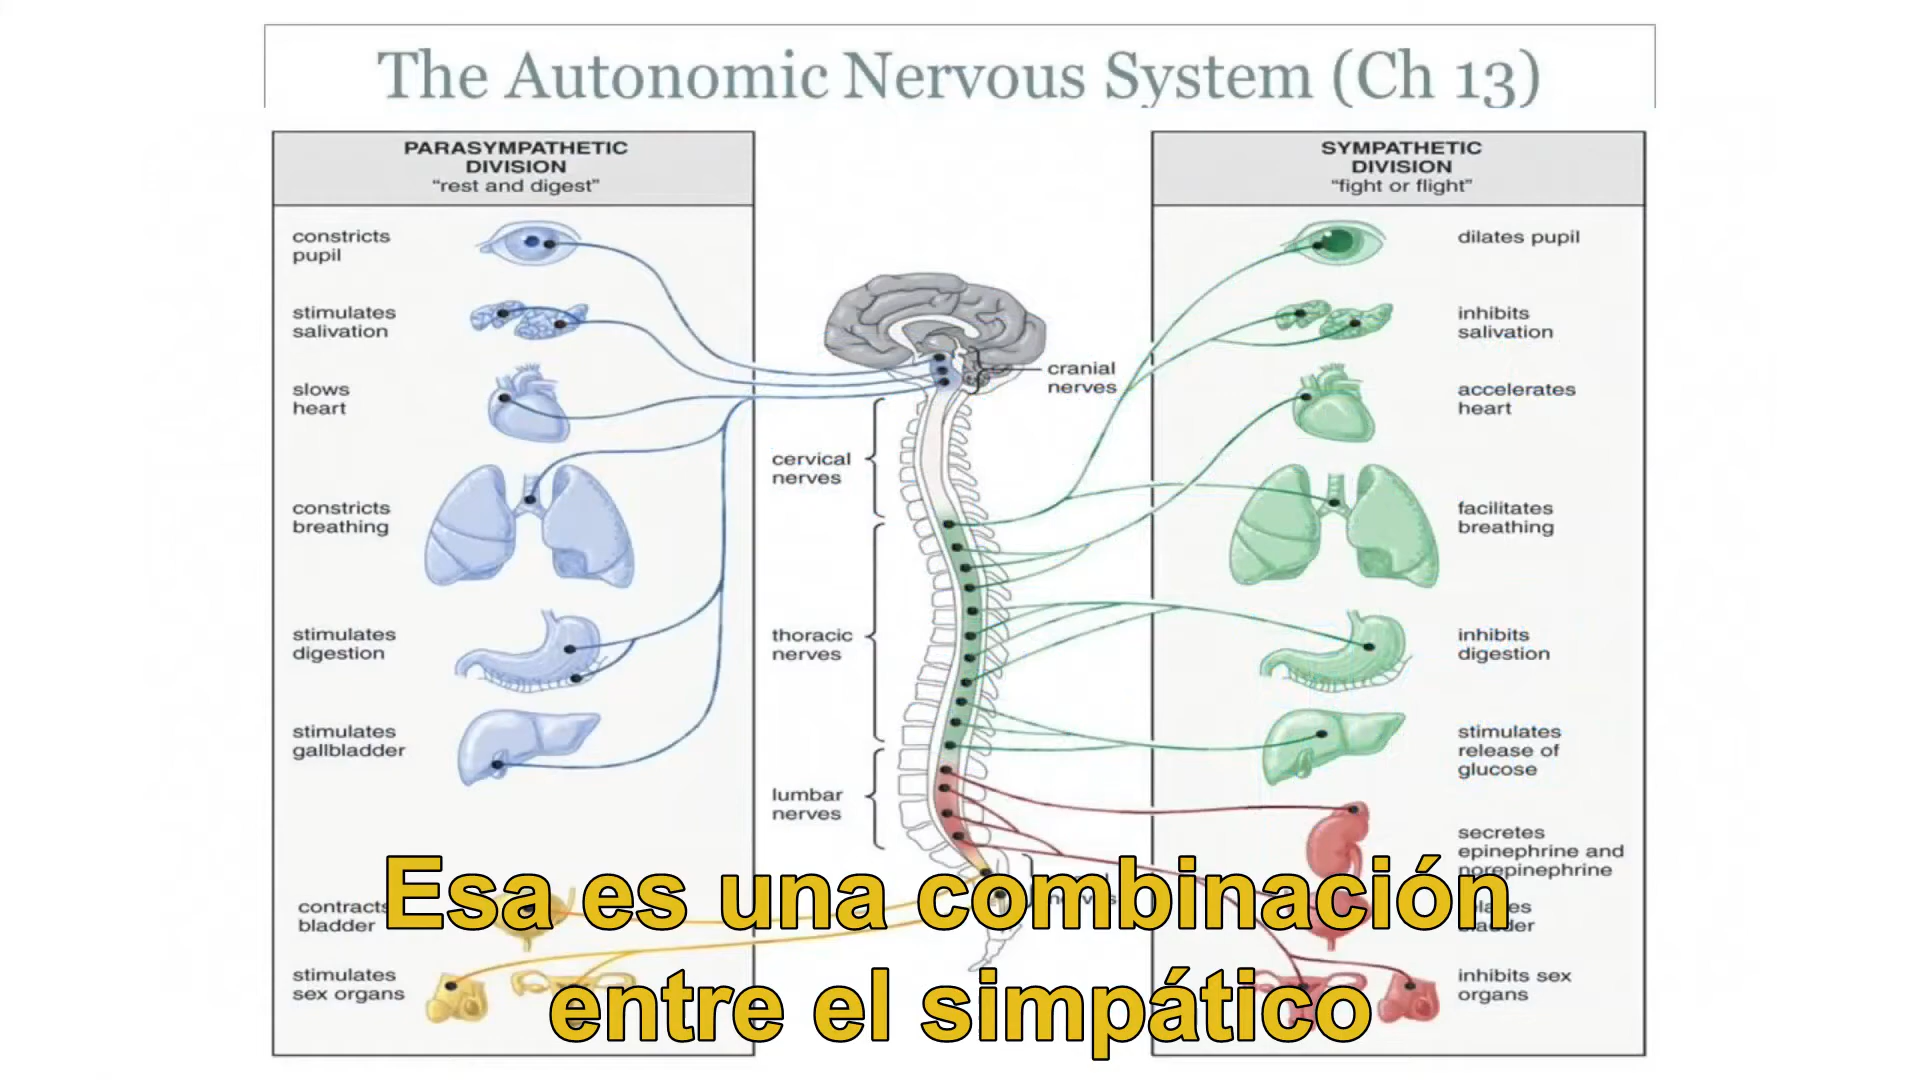 The Autonomic Nervous System (Ch 13)
PARASYMPATHETIC
DIVISION
"rest and digest"
constricts
pupil
stimulates
salivation
slows
heart
constricts
breathing
stimulates
digestion
stimulates
gallbladder
contracts
bladder
stimulates
sex organs
cranial
nerves
cervical
nerves
thoracic
nerves
lumbar
nerves
SYMPATHETIC
DIVISION
"fight or flight"
dilates pupil
inhibits
salivation
accelerates
heart
facilitates
breathing
inhibits
digestion
stimulates
release of
glucose
secretes
epinephrine and
norepinephrine
inhibits sex
organs
Esa es una combinación
entre el simpático